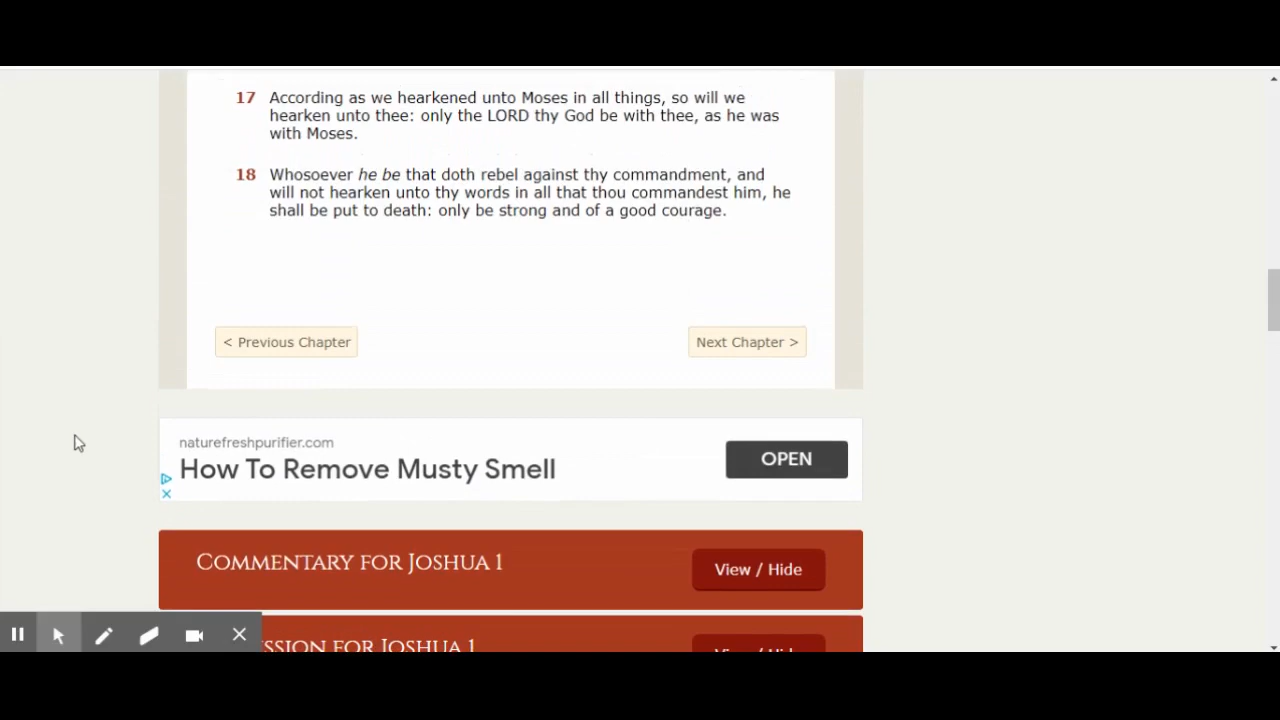 17 According as we hearkened unto Moses in all things, so will we
hearken unto thee: only the LORD thy God be with thee, as he was
with Moses.
18 Whosoever he be that doth rebel against thy commandment, and
will not hearken unto thy words in all that thou commandest him, he
shall be put to death: only be strong and of a good courage.
< Previous Chapter
Next Chapter >
naturefreshpurifier.com
How To Remove Musty Smell
OPEN
Commentary for Joshua 1
View / Hide
ssion for Joshua 1
View / Hide